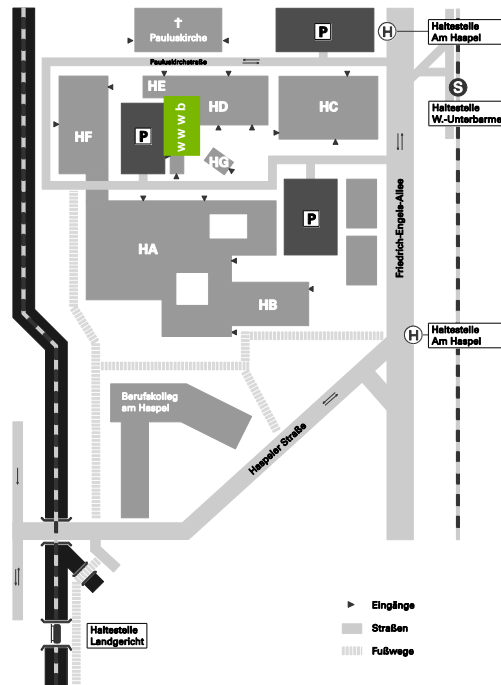 Pauluskirche
P
H
Haltestelle
Am Haspel
Pauluskirchstraße
HE
HD
HC
S
Haltestelle
W.-Unterbarme
HF
P
www.b
HG
P
HA
HB
Friedrich-Engels-Allee
H
Haltestelle
Am Haspel
Berufskolleg
am Haspel
Haspeler Straße
Haltestelle
Landgericht
Eingänge
Straßen
Fußwege